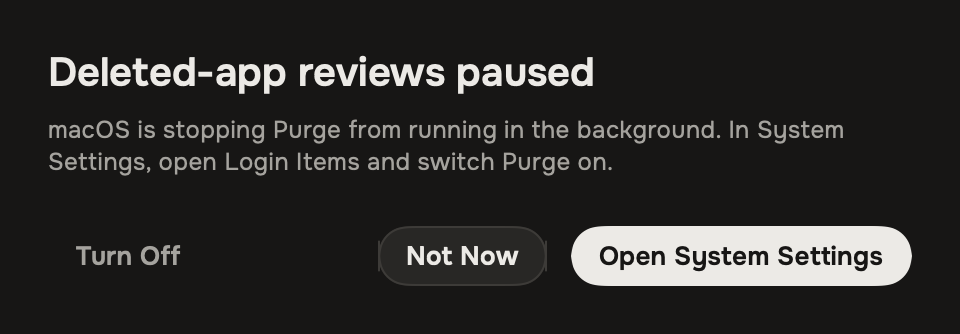 Deleted-app reviews paused
macOS is stopping Purge from running in the background. In System
Settings, open Login Items and switch Purge on.
Turn Off
Not Now
Open System Settings